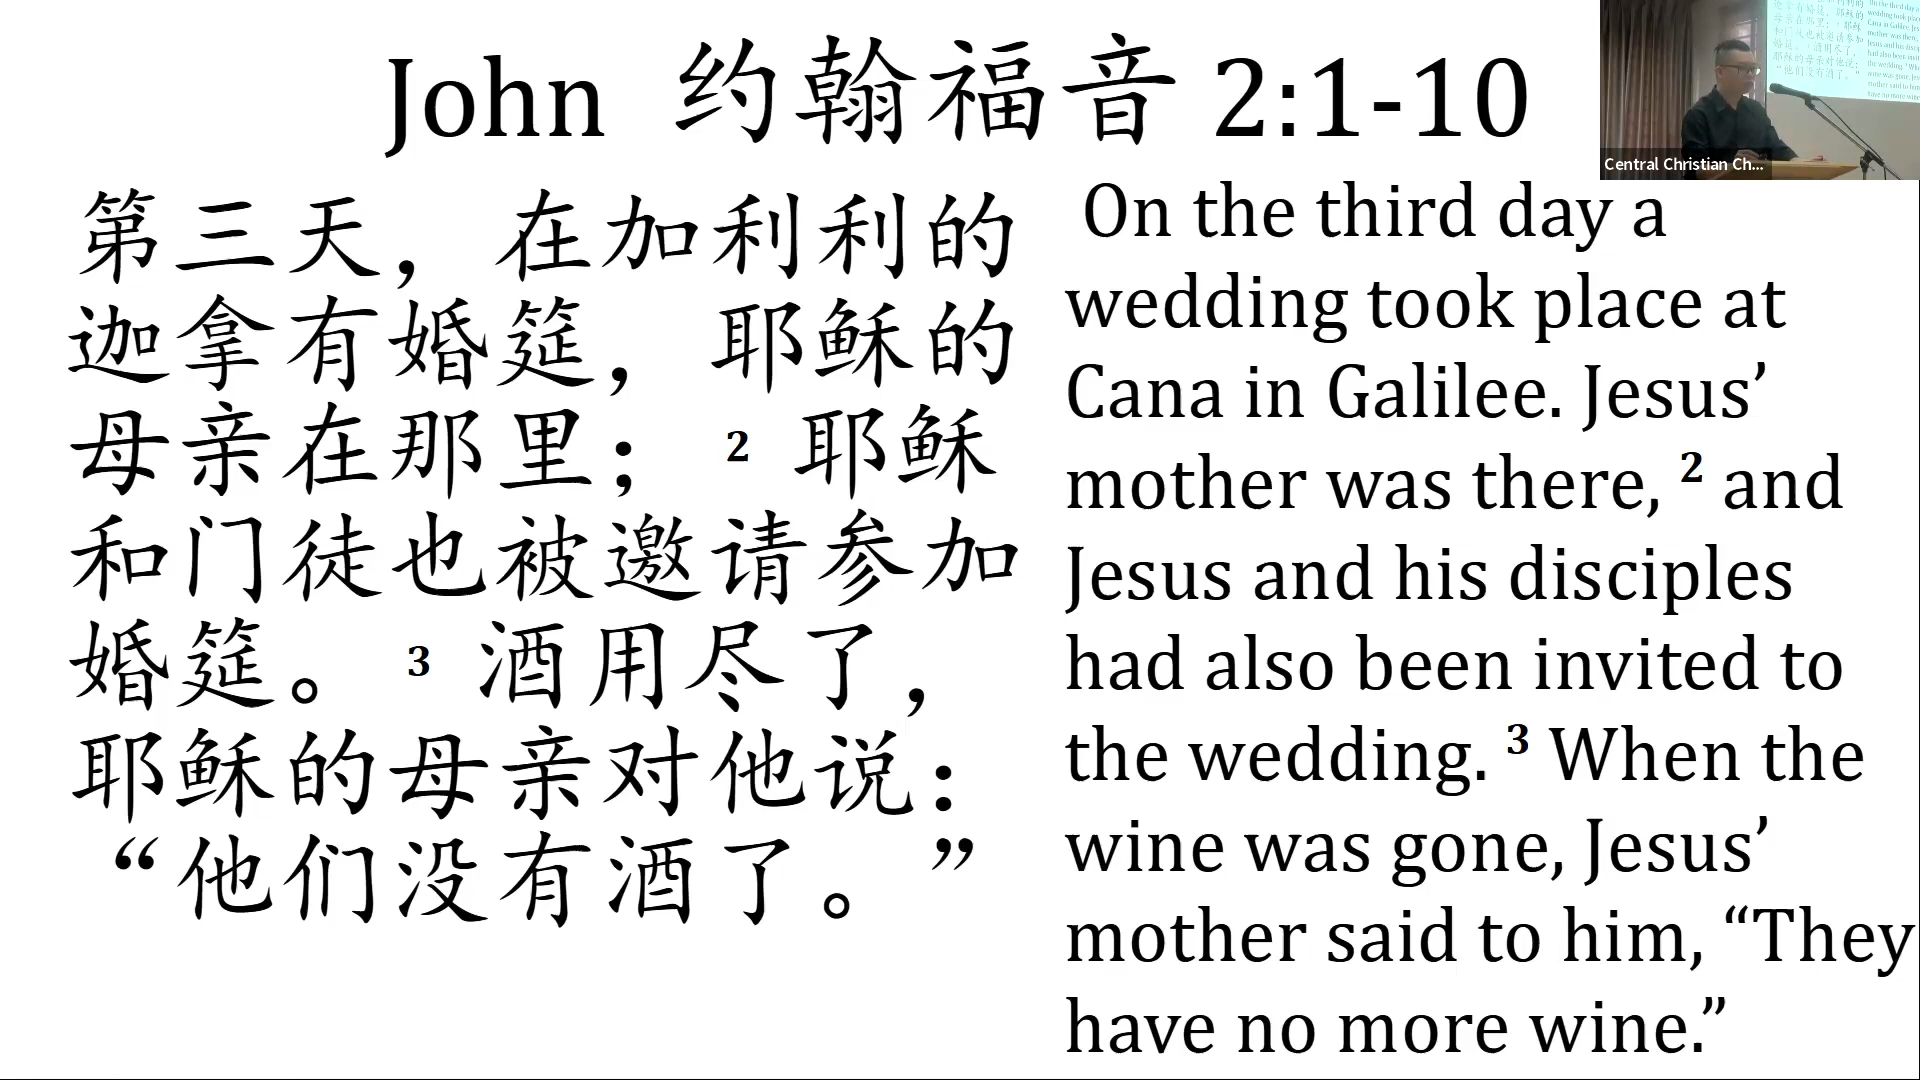 John 约翰福音 2:1-10
第三天，在加利利的
迦拿有婚筵，耶稣的
母亲在那里； 2 耶稣
和门徒也被邀请参加
婚筵。 3 酒用尽了，
耶稣的母亲对他说：
“他们没有酒了。”
On the third day a
wedding took place at
Cana in Galilee. Jesus’
mother was there, 2 and
Jesus and his disciples
had also been invited to
the wedding. 3 When the
wine was gone, Jesus’
mother said to him, “They
have no more wine.”
Central Christian Ch...